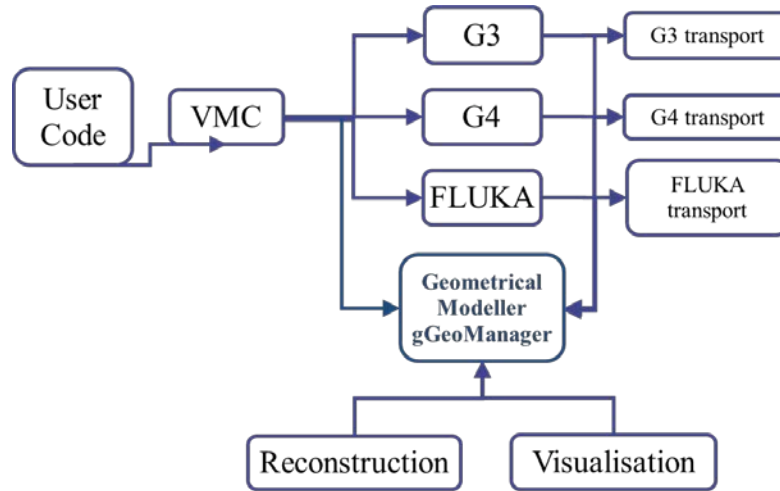 User
Code
VMC
G3
G3 transport
G4
G4 transport
FLUKA
FLUKA
transport
Geometrical
Modeller
gGeoManager
Reconstruction
Visualisation